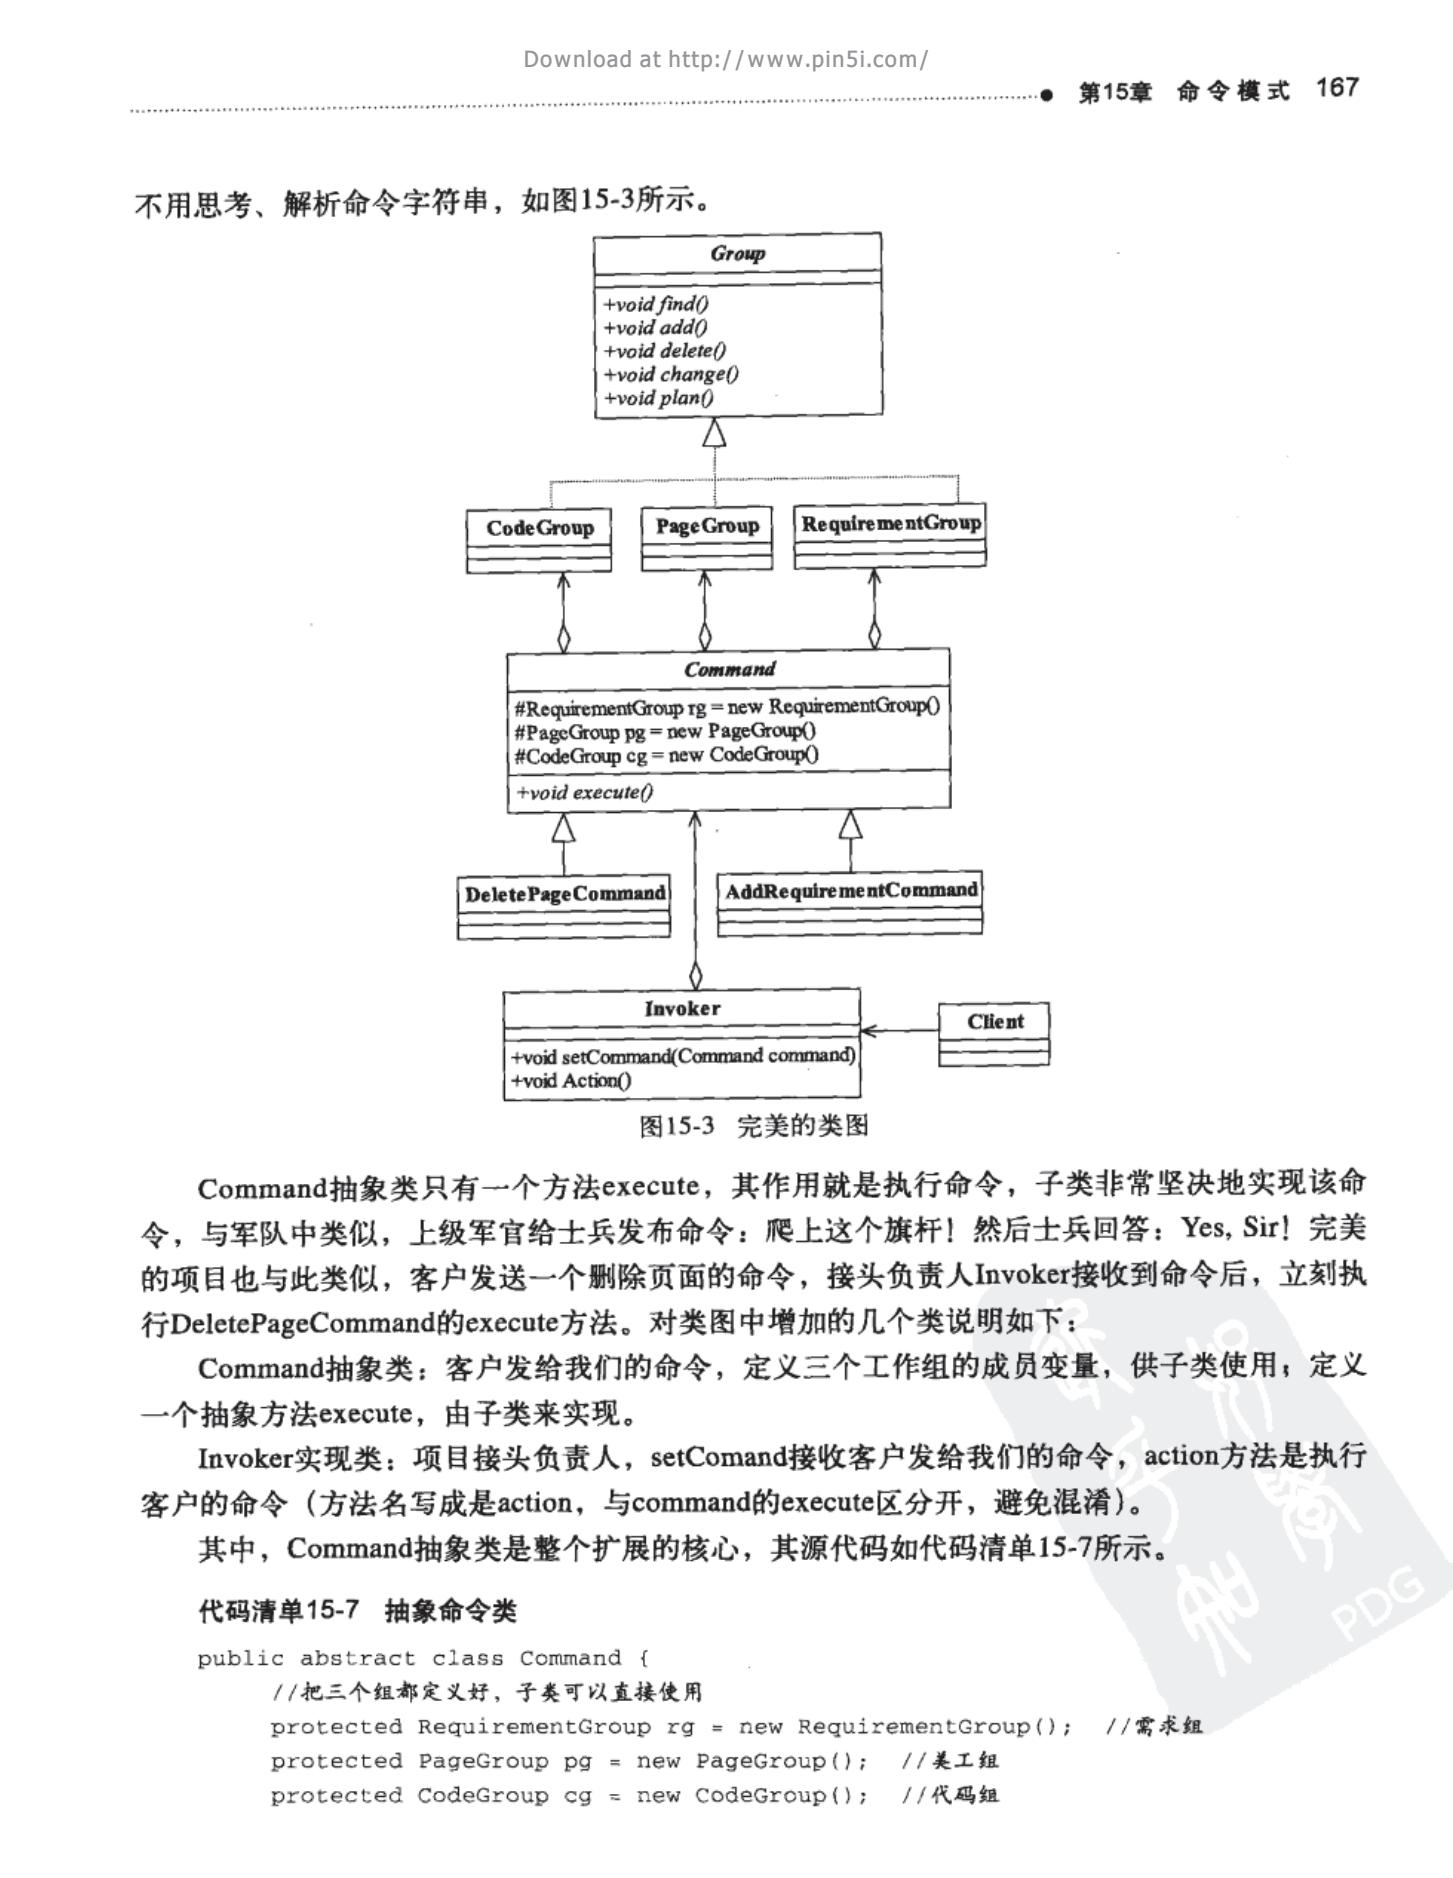 Download at http://www.pin5i.com/
第15章 命令模式 167
不用思考、解析命令字符串，如图15-3所示。
Group
+void find()
+void add()
+void delete()
+void change()
+void plan()
CodeGroup PageGroup RequirementGroup
Command
#RequirementGroup rg = new RequirementGroup()
#PageGroup pg = new PageGroup()
#CodeGroup cg = new CodeGroup()
+void execute()
DeletePageCommand AddRequirementCommand
Invoker
Client
+void setCommand(Command command)
+void Action()
图15-3 完美的类图
Command抽象类只有一个方法execute，其作用就是执行命令，子类非常坚决地实现该命
令，与军队中类似，上级军官给士兵发布命令：爬上这个旗杆！然后士兵回答：Yes, Sir！完美
的项目也与此类似，客户发送一个删除页面的命令，接头负责人Invoker接收到命令后，立刻执
行DeletePageCommand的execute方法。对类图中增加的几个类说明如下：
Command抽象类：客户发给我们的命令，定义三个工作组的成员变量，供子类使用；定义
一个抽象方法execute，由子类来实现。
Invoker实现类：项目接头负责人，setComand接收客户发给我们的命令，action方法是执行
客户的命令（方法名写成是action，与command的execute区分开，避免混淆）。
其中，Command抽象类是整个扩展的核心，其源代码如代码清单15-7所示。
代码清单15-7 抽象命令类
public abstract class Command {
//把三个组都定义好，子类可以直接使用
protected RequirementGroup rg = new RequirementGroup(); //需求组
protected PageGroup pg = new PageGroup(); //美工组
protected CodeGroup cg = new CodeGroup(); //代码组
PDG